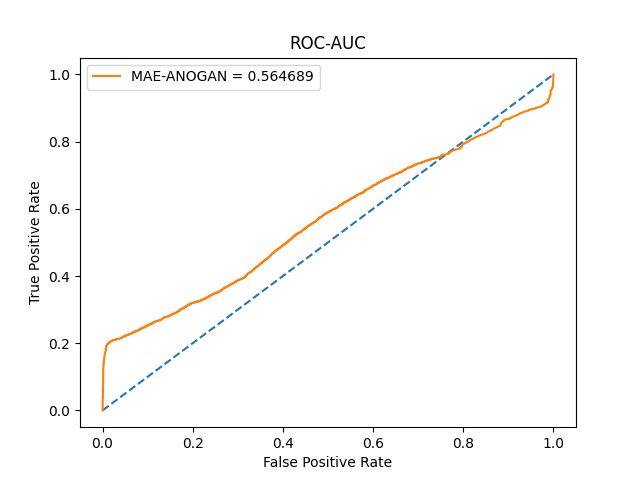 ROC-AUC
MAE-ANOGAN = 0.564689
True Positive Rate
1.0
0.8
0.6
0.4
0.2
0.0
0.0 0.2 0.4 0.6 0.8 1.0
False Positive Rate